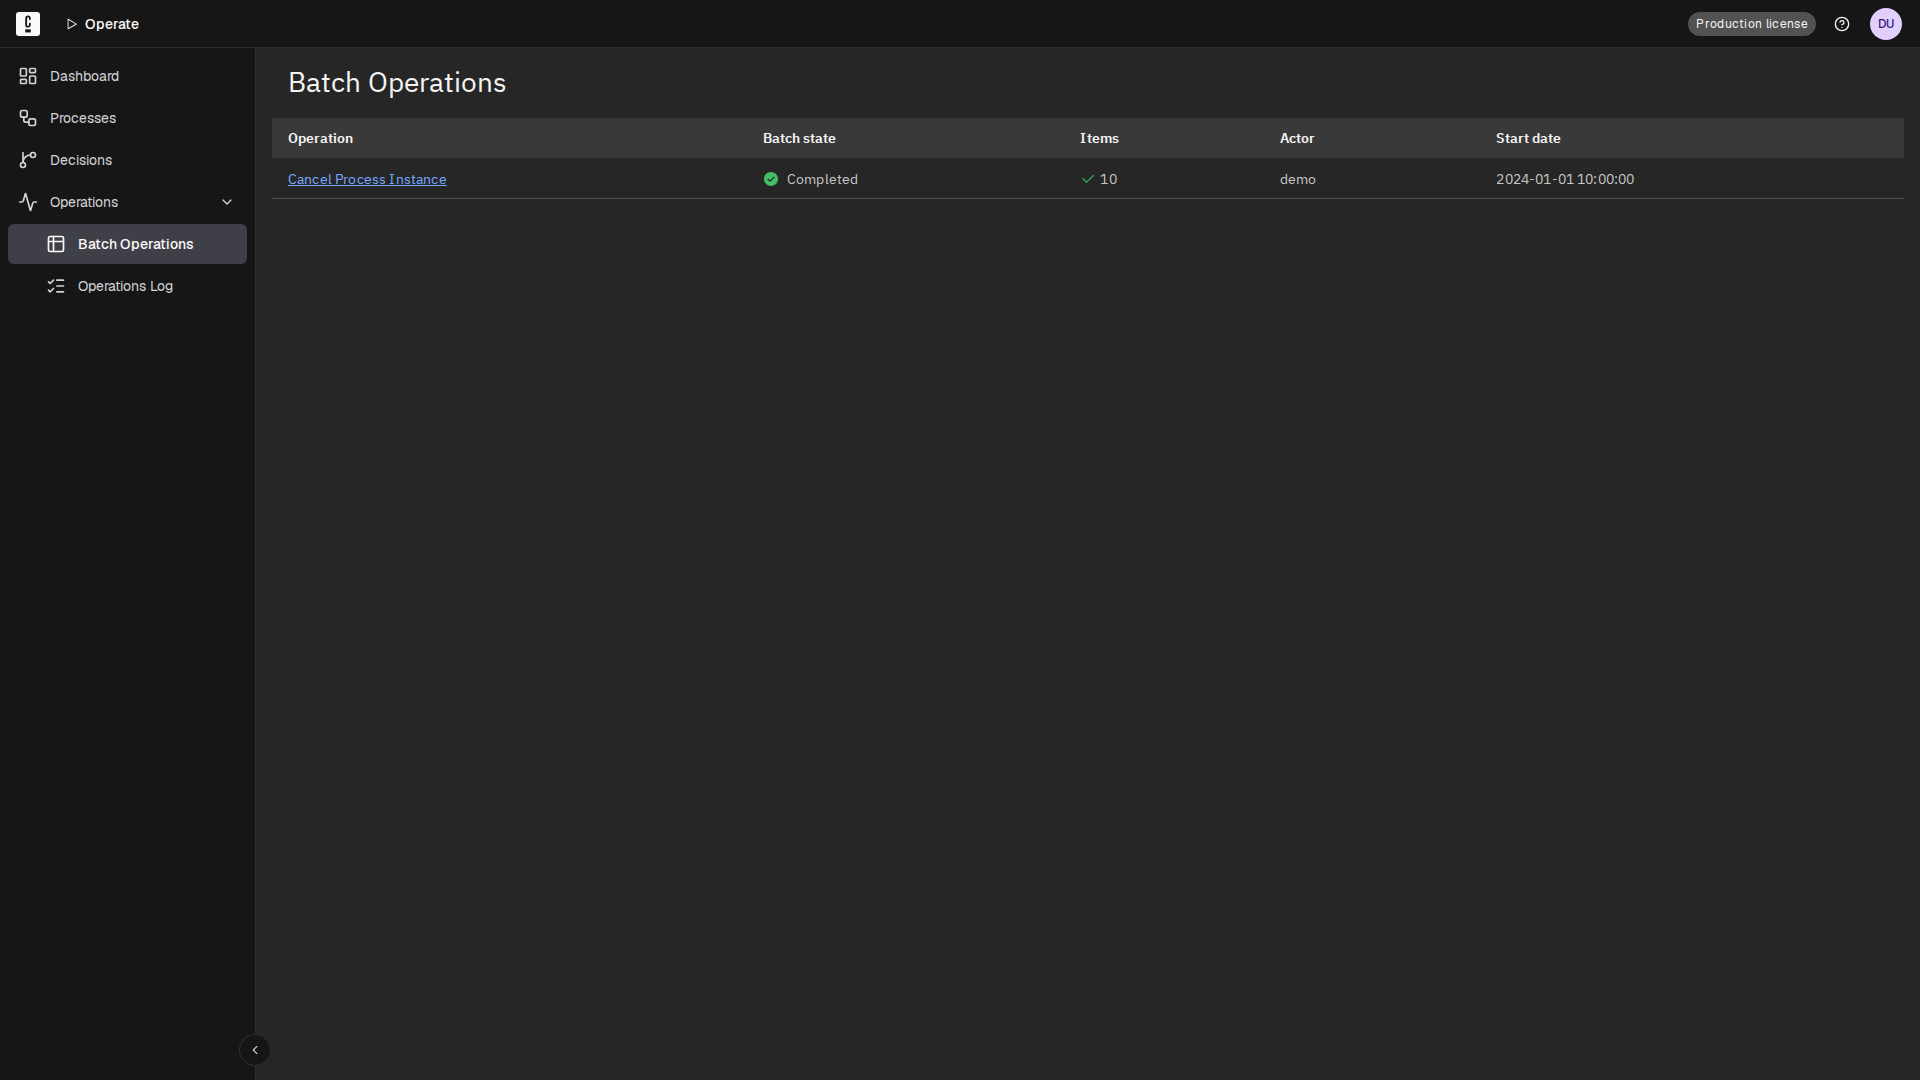 Operate
Production license
DU
Dashboard
Processes
Decisions
Operations
Batch Operations
Operations Log
Batch Operations
Operation Batch state Items Actor Start date
Cancel Process Instance Completed 10 demo 2024-01-01 10:00:00